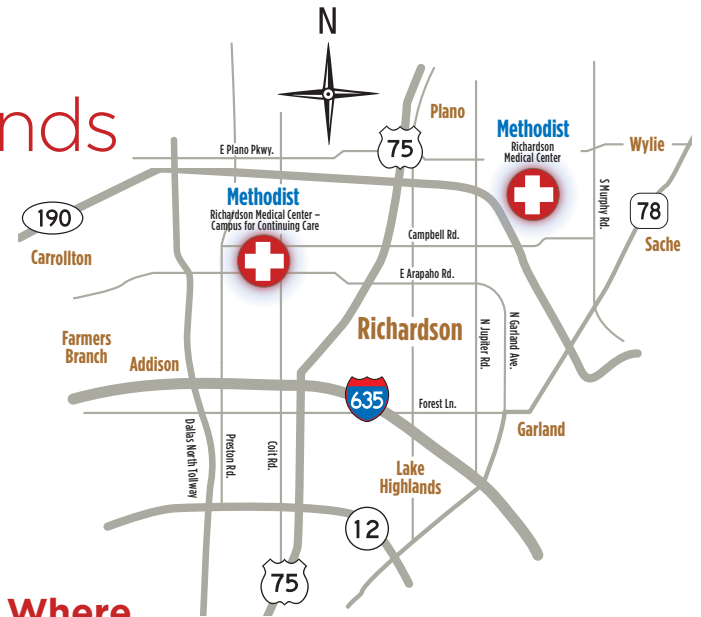 N
nds
Plano
75
Methodist
Richardson
Medical Center
E Plano Pkwy.
Wylie
190
Methodist
Richardson Medical Center –
Campus for Continuing Care
S Murphy Rd.
78
Campbell Rd.
Sache
Carrollton
E Arapaho Rd.
Richardson
Farmers
Branch
Addison
N Jupiter Rd.
N Garland Ave.
635
Forest Ln.
Garland
Dallas North Tollway
Preston Rd.
Coit Rd.
Lake
Highlands
12
75
Where